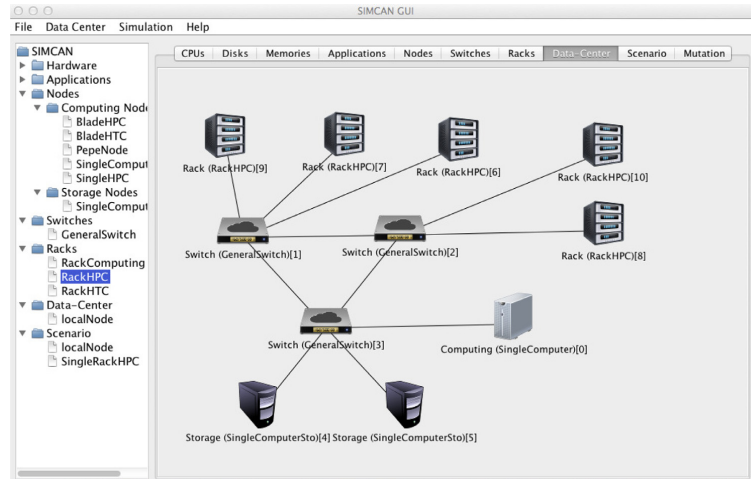 SIMCAN GUI
File Data Center Simulation Help
SIMCAN
Hardware
Applications
Nodes
Computing Node
BladeHPC
BladeHTC
PepeNode
SingleComput
SingleHPC
Storage Nodes
SingleComput
Switches
GeneralSwitch
Racks
RackComputing
RackHPC
RackHTC
Data-Center
localNode
Scenario
localNode
SingleRackHPC
CPUs Disks Memories Applications Nodes Switches Racks Data-Center Scenario Mutation
Rack (RackHPC)[9]
Rack (RackHPC)[7]
Rack (RackHPC)[6]
Rack (RackHPC)[10]
Switch (GeneralSwitch)[1]
Switch (GeneralSwitch)[2]
Rack (RackHPC)[8]
Switch (GeneralSwitch)[3]
Computing (SingleComputer)[0]
Storage (SingleComputerSto)[4] Storage (SingleComputerSto)[5]